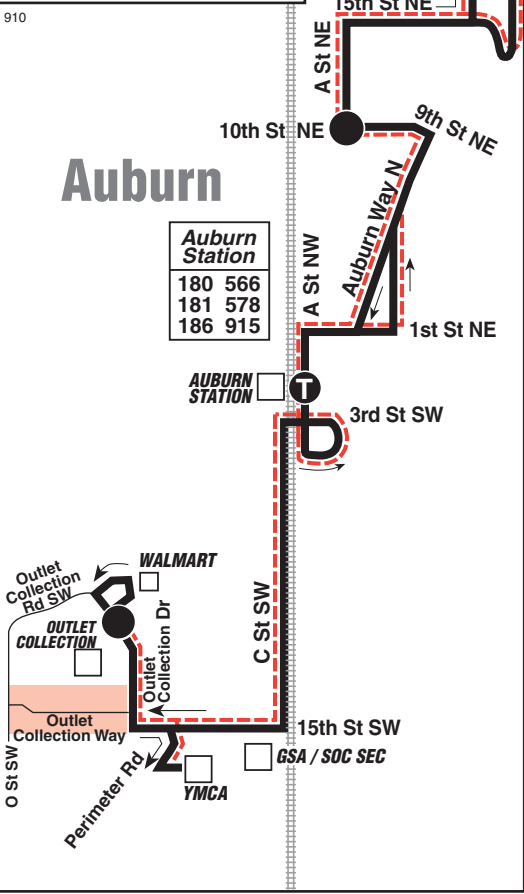 15th St NE
910
A St NE
10th St NE
9th St NE
Auburn
Auburn Way N
Auburn
Station
180 566
181 578
186 915
A St NW
1st St NE
AUBURN
STATION
T
3rd St SW
WALMART
Outlet
Collection
Rd SW
OUTLET
COLLECTION
Outlet
Collection Dr
C St SW
Outlet
Collection Way
15th St SW
O St SW
Perimeter Rd
GSA / SOC SEC
YMCA